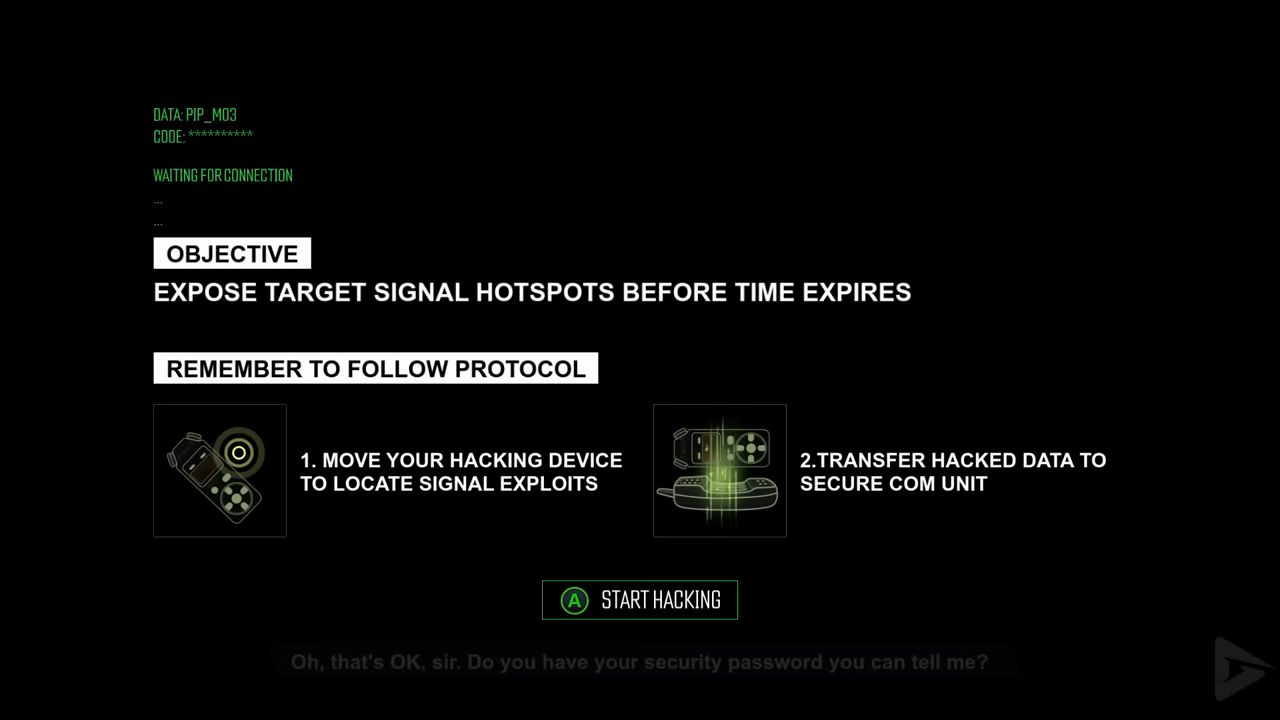 DATA: PIP_M03
CODE: **********
WAITING FOR CONNECTION
...
...
OBJECTIVE
EXPOSE TARGET SIGNAL HOTSPOTS BEFORE TIME EXPIRES
REMEMBER TO FOLLOW PROTOCOL
1. MOVE YOUR HACKING DEVICE
TO LOCATE SIGNAL EXPLOITS
2.TRANSFER HACKED DATA TO
SECURE COM UNIT
A START HACKING
Oh, that's OK, sir. Do you have your security password you can tell me?